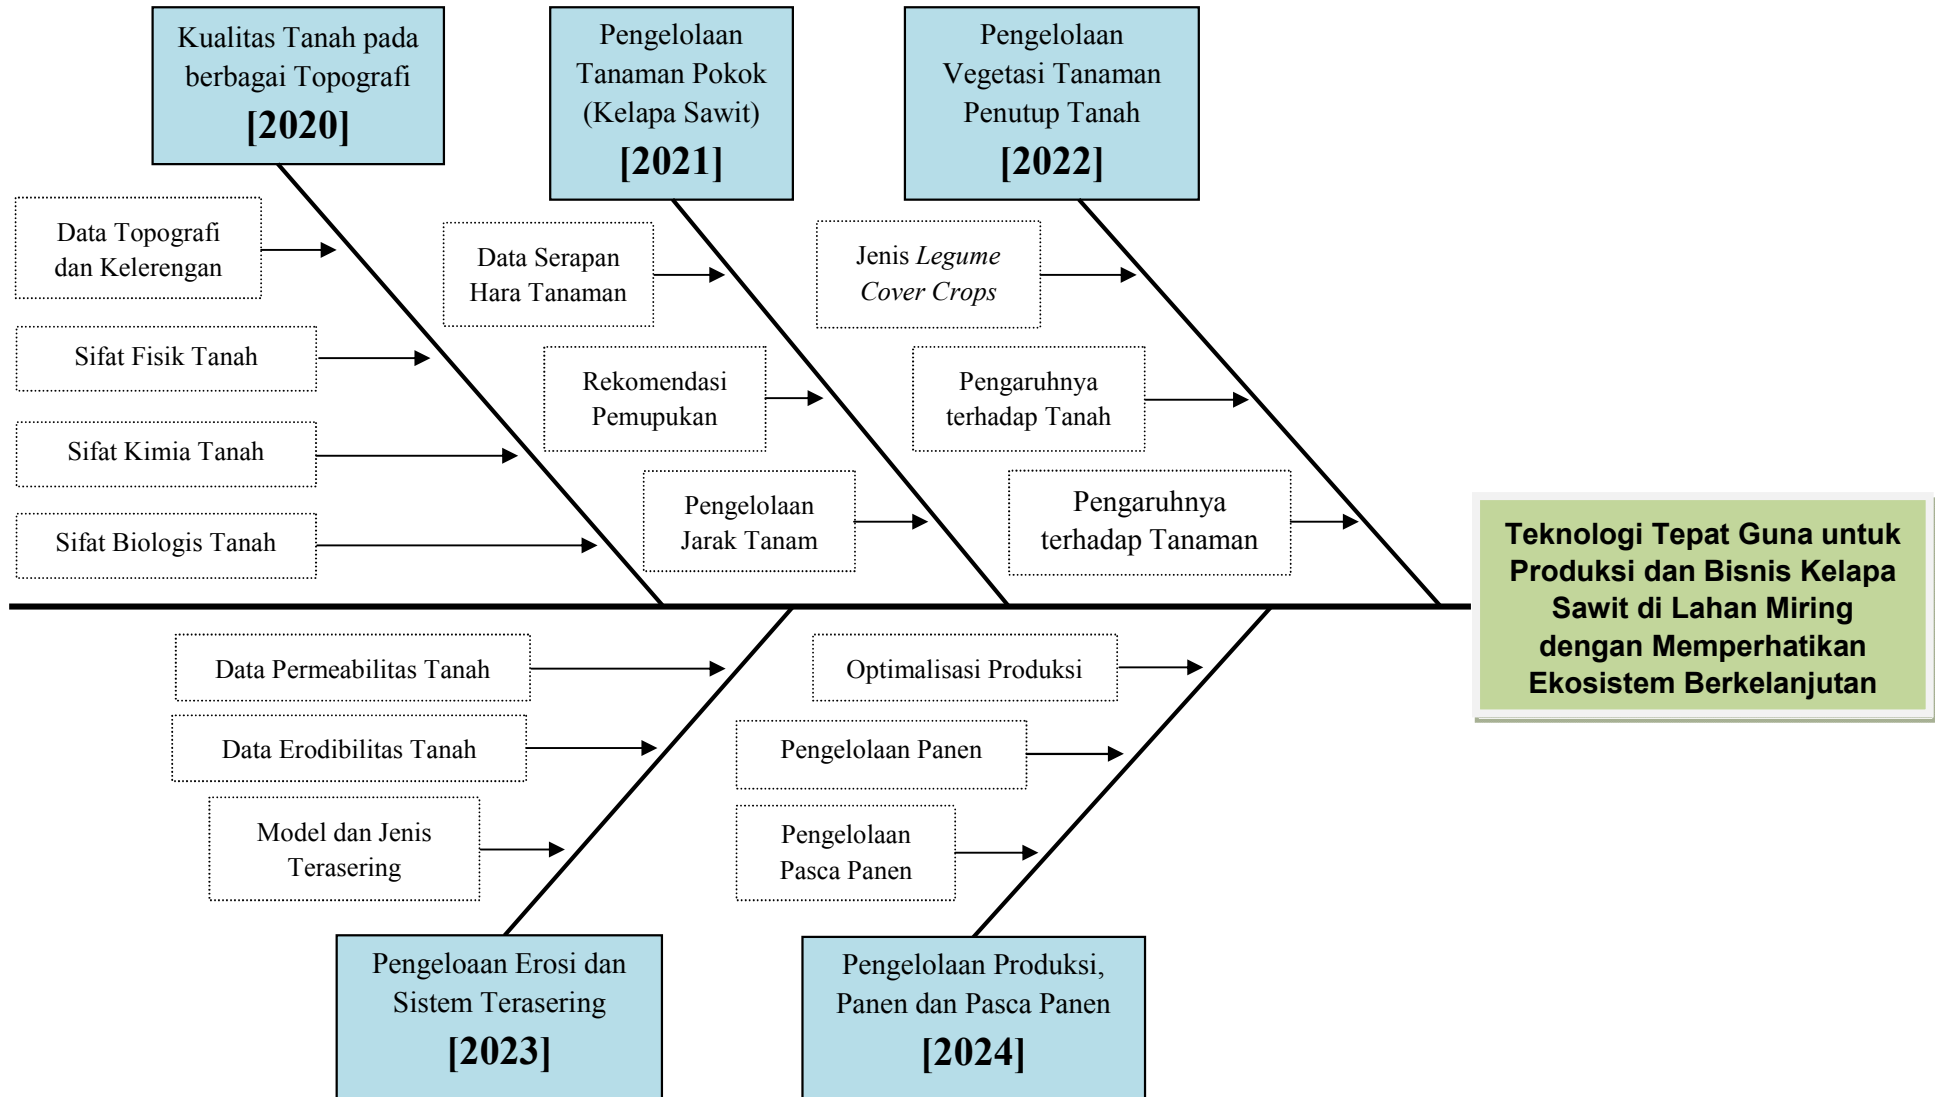 Kualitas Tanah pada
berbagai Topografi
[2020]
Pengelolaan
Tanaman Pokok
(Kelapa Sawit)
[2021]
Pengelolaan
Vegetasi Tanaman
Penutup Tanah
[2022]
Data Topografi
dan Kelerengan
Sifat Fisik Tanah
Sifat Kimia Tanah
Sifat Biologis Tanah
Data Serapan
Hara Tanaman
Rekomendasi
Pemupukan
Pengelolaan
Jarak Tanam
Jenis Legume
Cover Crops
Pengaruhnya
terhadap Tanah
Pengaruhnya
terhadap Tanaman
Teknologi Tepat Guna untuk
Produksi dan Bisnis Kelapa
Sawit di Lahan Miring
dengan Memperhatikan
Ekosistem Berkelanjutan
Data Permeabilitas Tanah
Data Erodibilitas Tanah
Model dan Jenis
Terasering
Optimalisasi Produksi
Pengelolaan Panen
Pengelolaan
Pasca Panen
Pengeloaan Erosi dan
Sistem Terasering
[2023]
Pengelolaan Produksi,
Panen dan Pasca Panen
[2024]